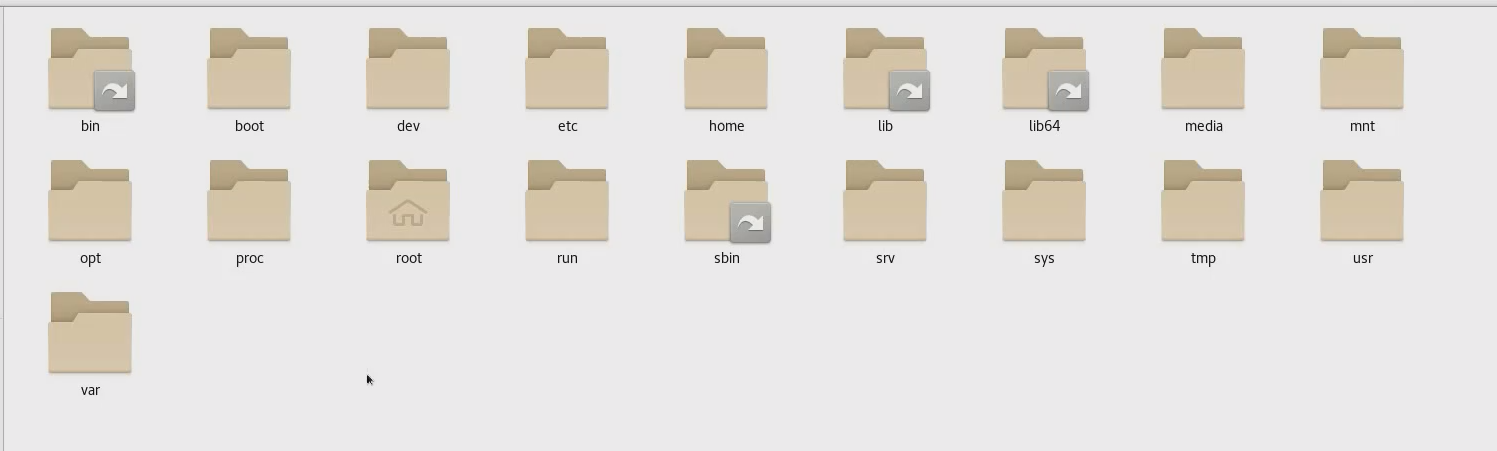 bin boot dev etc home lib lib64 media mnt
opt proc root run sbin srv sys tmp usr
var